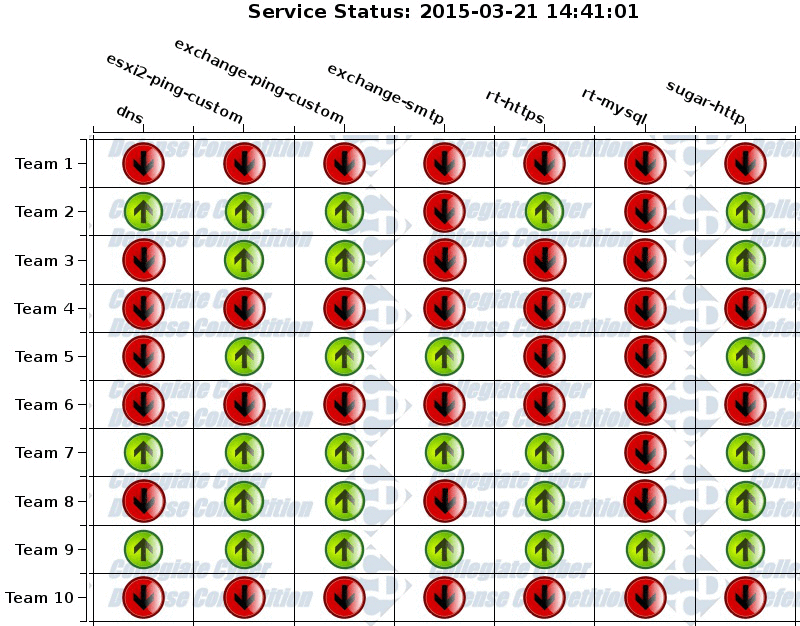 Service Status: 2015-03-21 14:41:01
dns
esxi2-ping-custom
exchange-ping-custom
exchange-smtp
rt-https
rt-mysql
sugar-http
Team 1
Team 2
Team 3
Team 4
Team 5
Team 6
Team 7
Team 8
Team 9
Team 10
Collegiate Cyber
Defense Competition